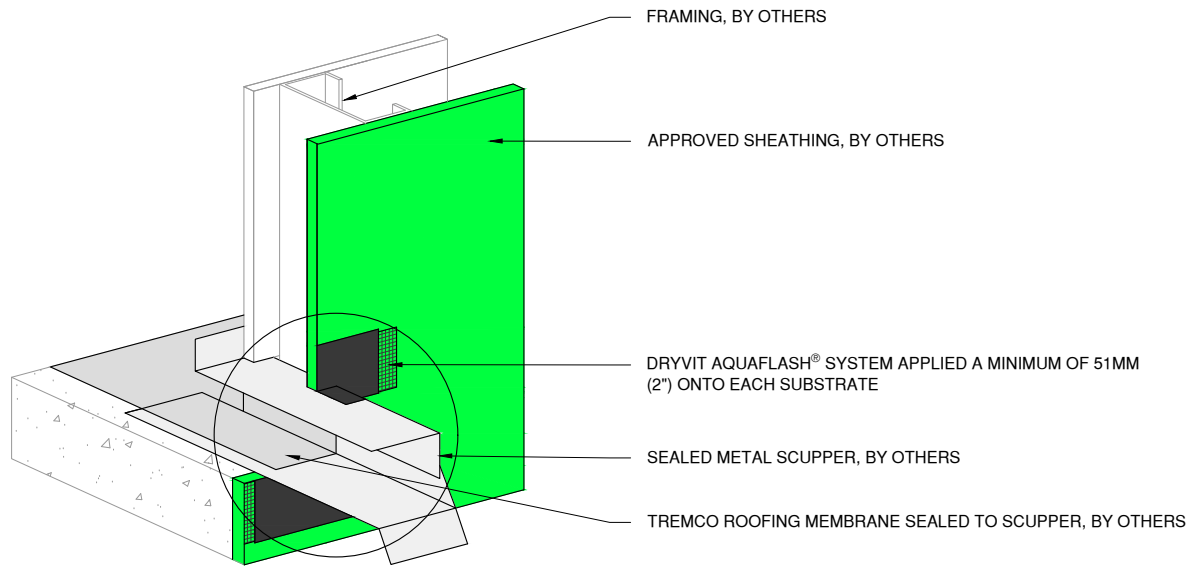 FRAMING, BY OTHERS
APPROVED SHEATHING, BY OTHERS
DRYVIT AQUAFLASH® SYSTEM APPLIED A MINIMUM OF 51MM
(2") ONTO EACH SUBSTRATE
SEALED METAL SCUPPER, BY OTHERS
TREMCO ROOFING MEMBRANE SEALED TO SCUPPER, BY OTHERS